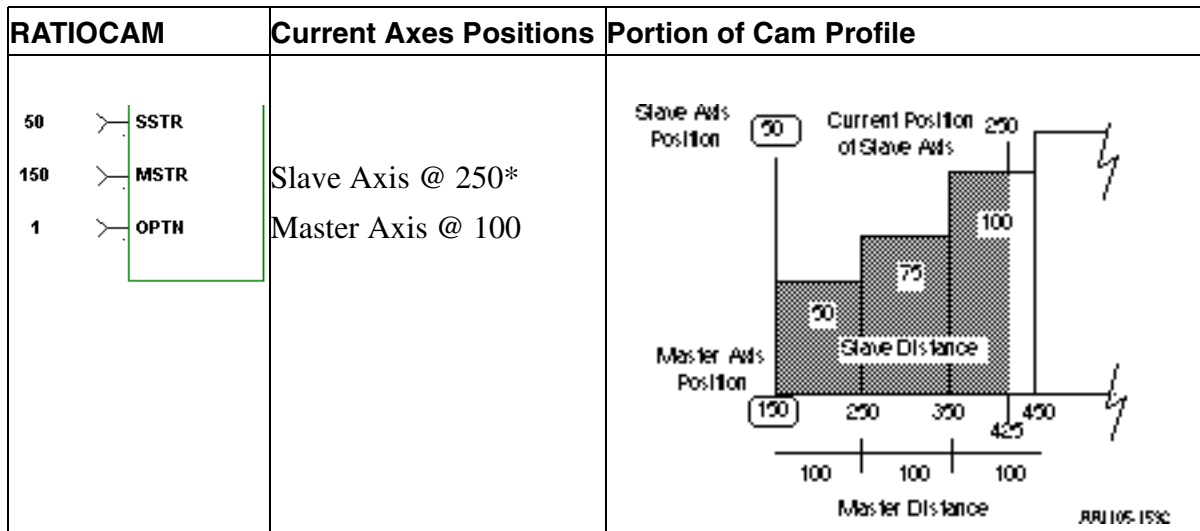 RATIOCAM
Current Axes Positions
Portion of Cam Profile
50 SSTR
150 MSTR
1 OPTN
Slave Axis @ 250*
Master Axis @ 100
Slave Axis
Position
50
Current Position
of Slave Axis
250
100
75
50
Slave Distance
Master Axis
Position
150
250
350
425
450
100
100
100
Master Distance